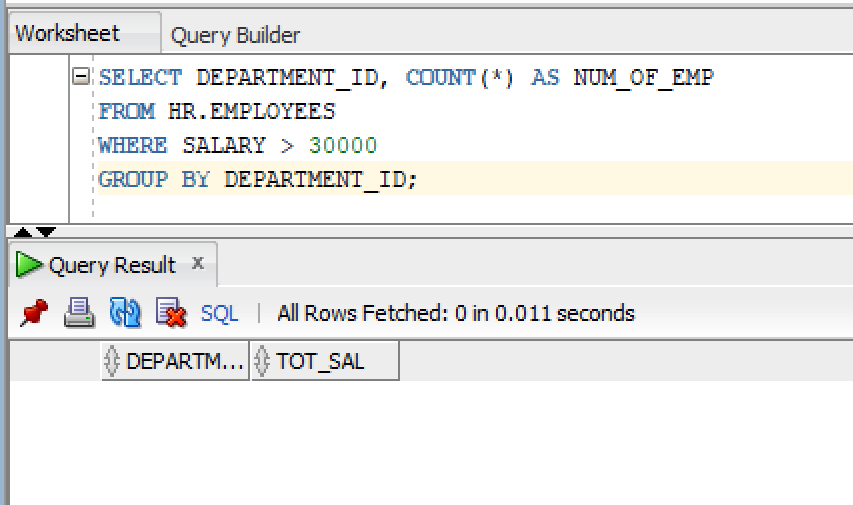 Worksheet Query Builder
SELECT DEPARTMENT_ID, COUNT(*) AS NUM_OF_EMP
FROM HR.EMPLOYEES
WHERE SALARY > 30000
GROUP BY DEPARTMENT_ID;
Query Result x
SQL | All Rows Fetched: 0 in 0.011 seconds
DEPARTM... TOT_SAL